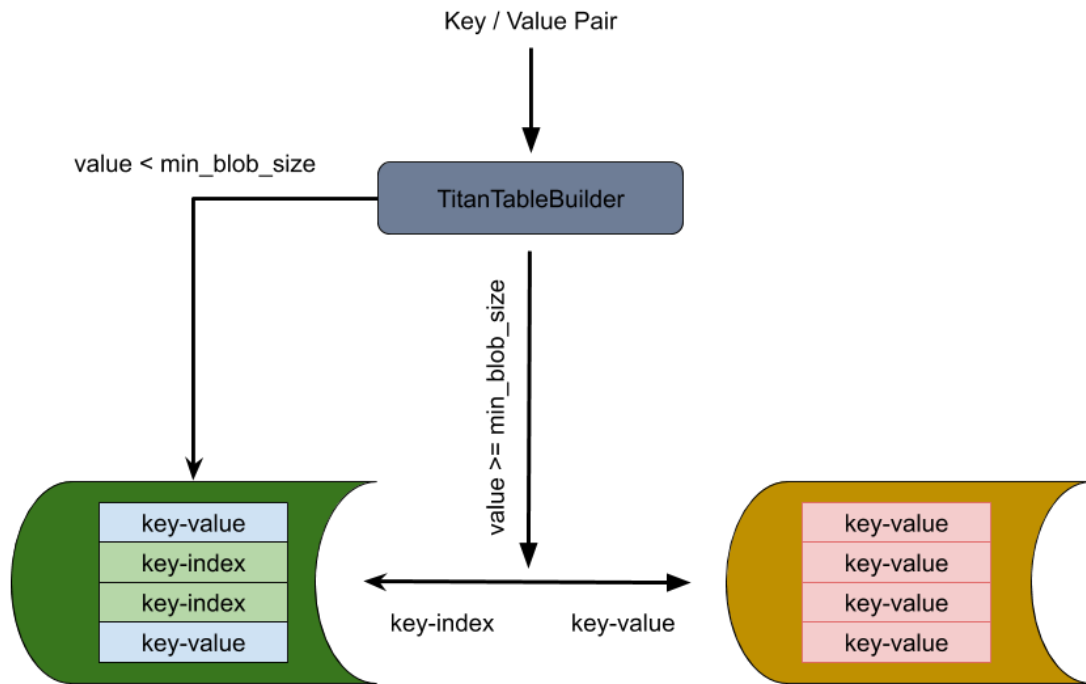 Key / Value Pair
value < min_blob_size
TitanTableBuilder
value >= min_blob_size
key-value
key-index
key-index
key-value
key-index
key-value
key-value
key-value
key-value
key-value